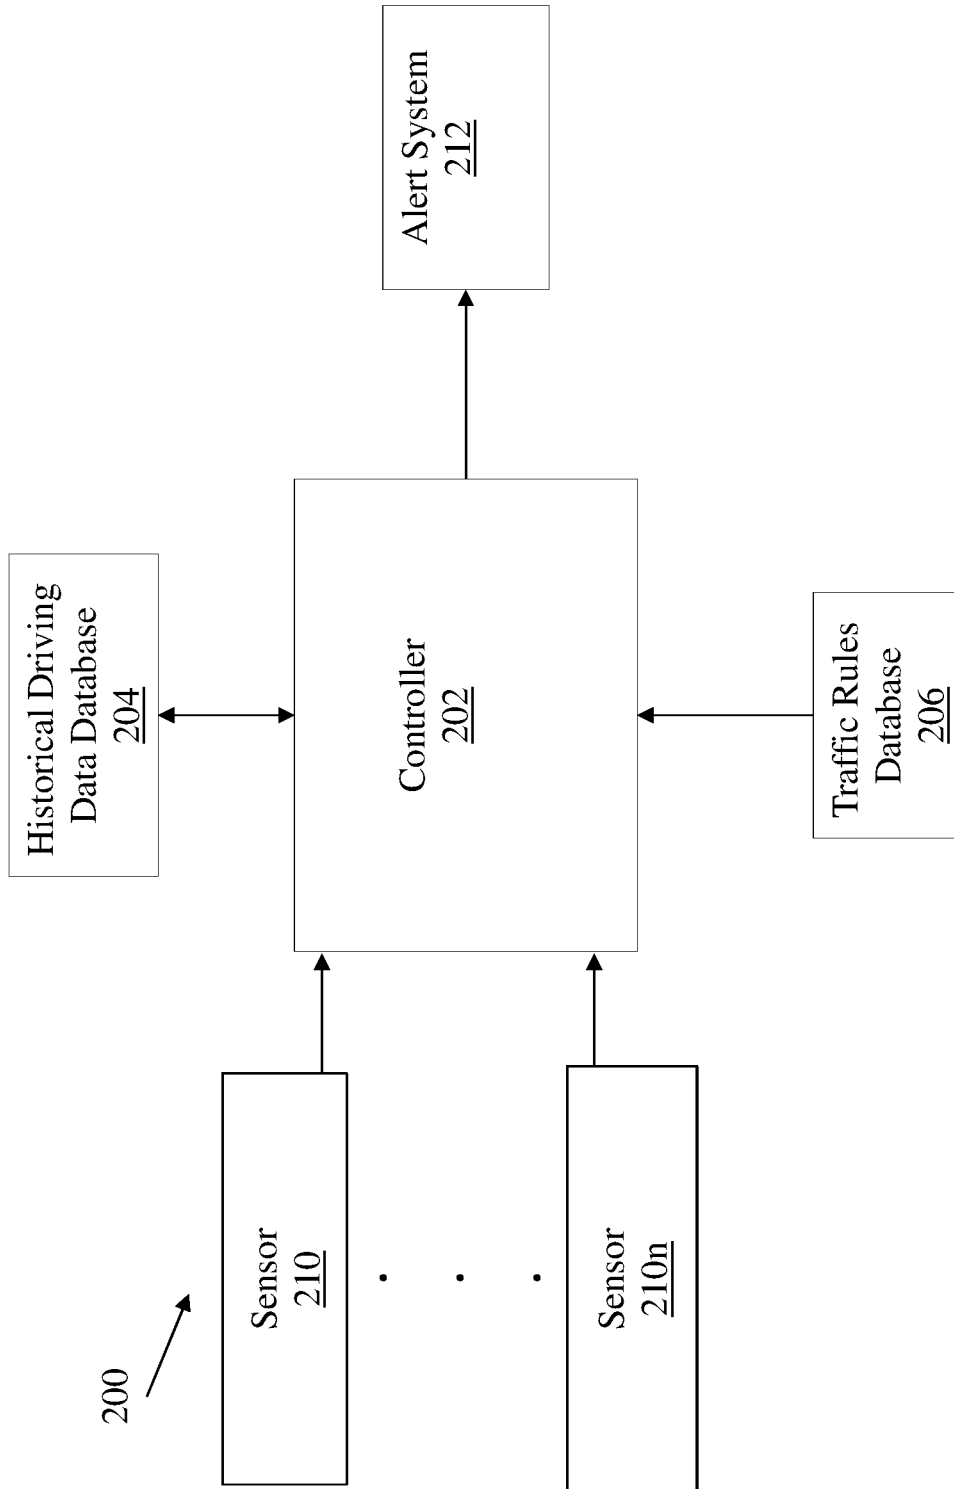 200
Sensor
210
.
.
.
Sensor
210n
Historical Driving
Data Database
204
Controller
202
Traffic Rules
Database
206
Alert System
212